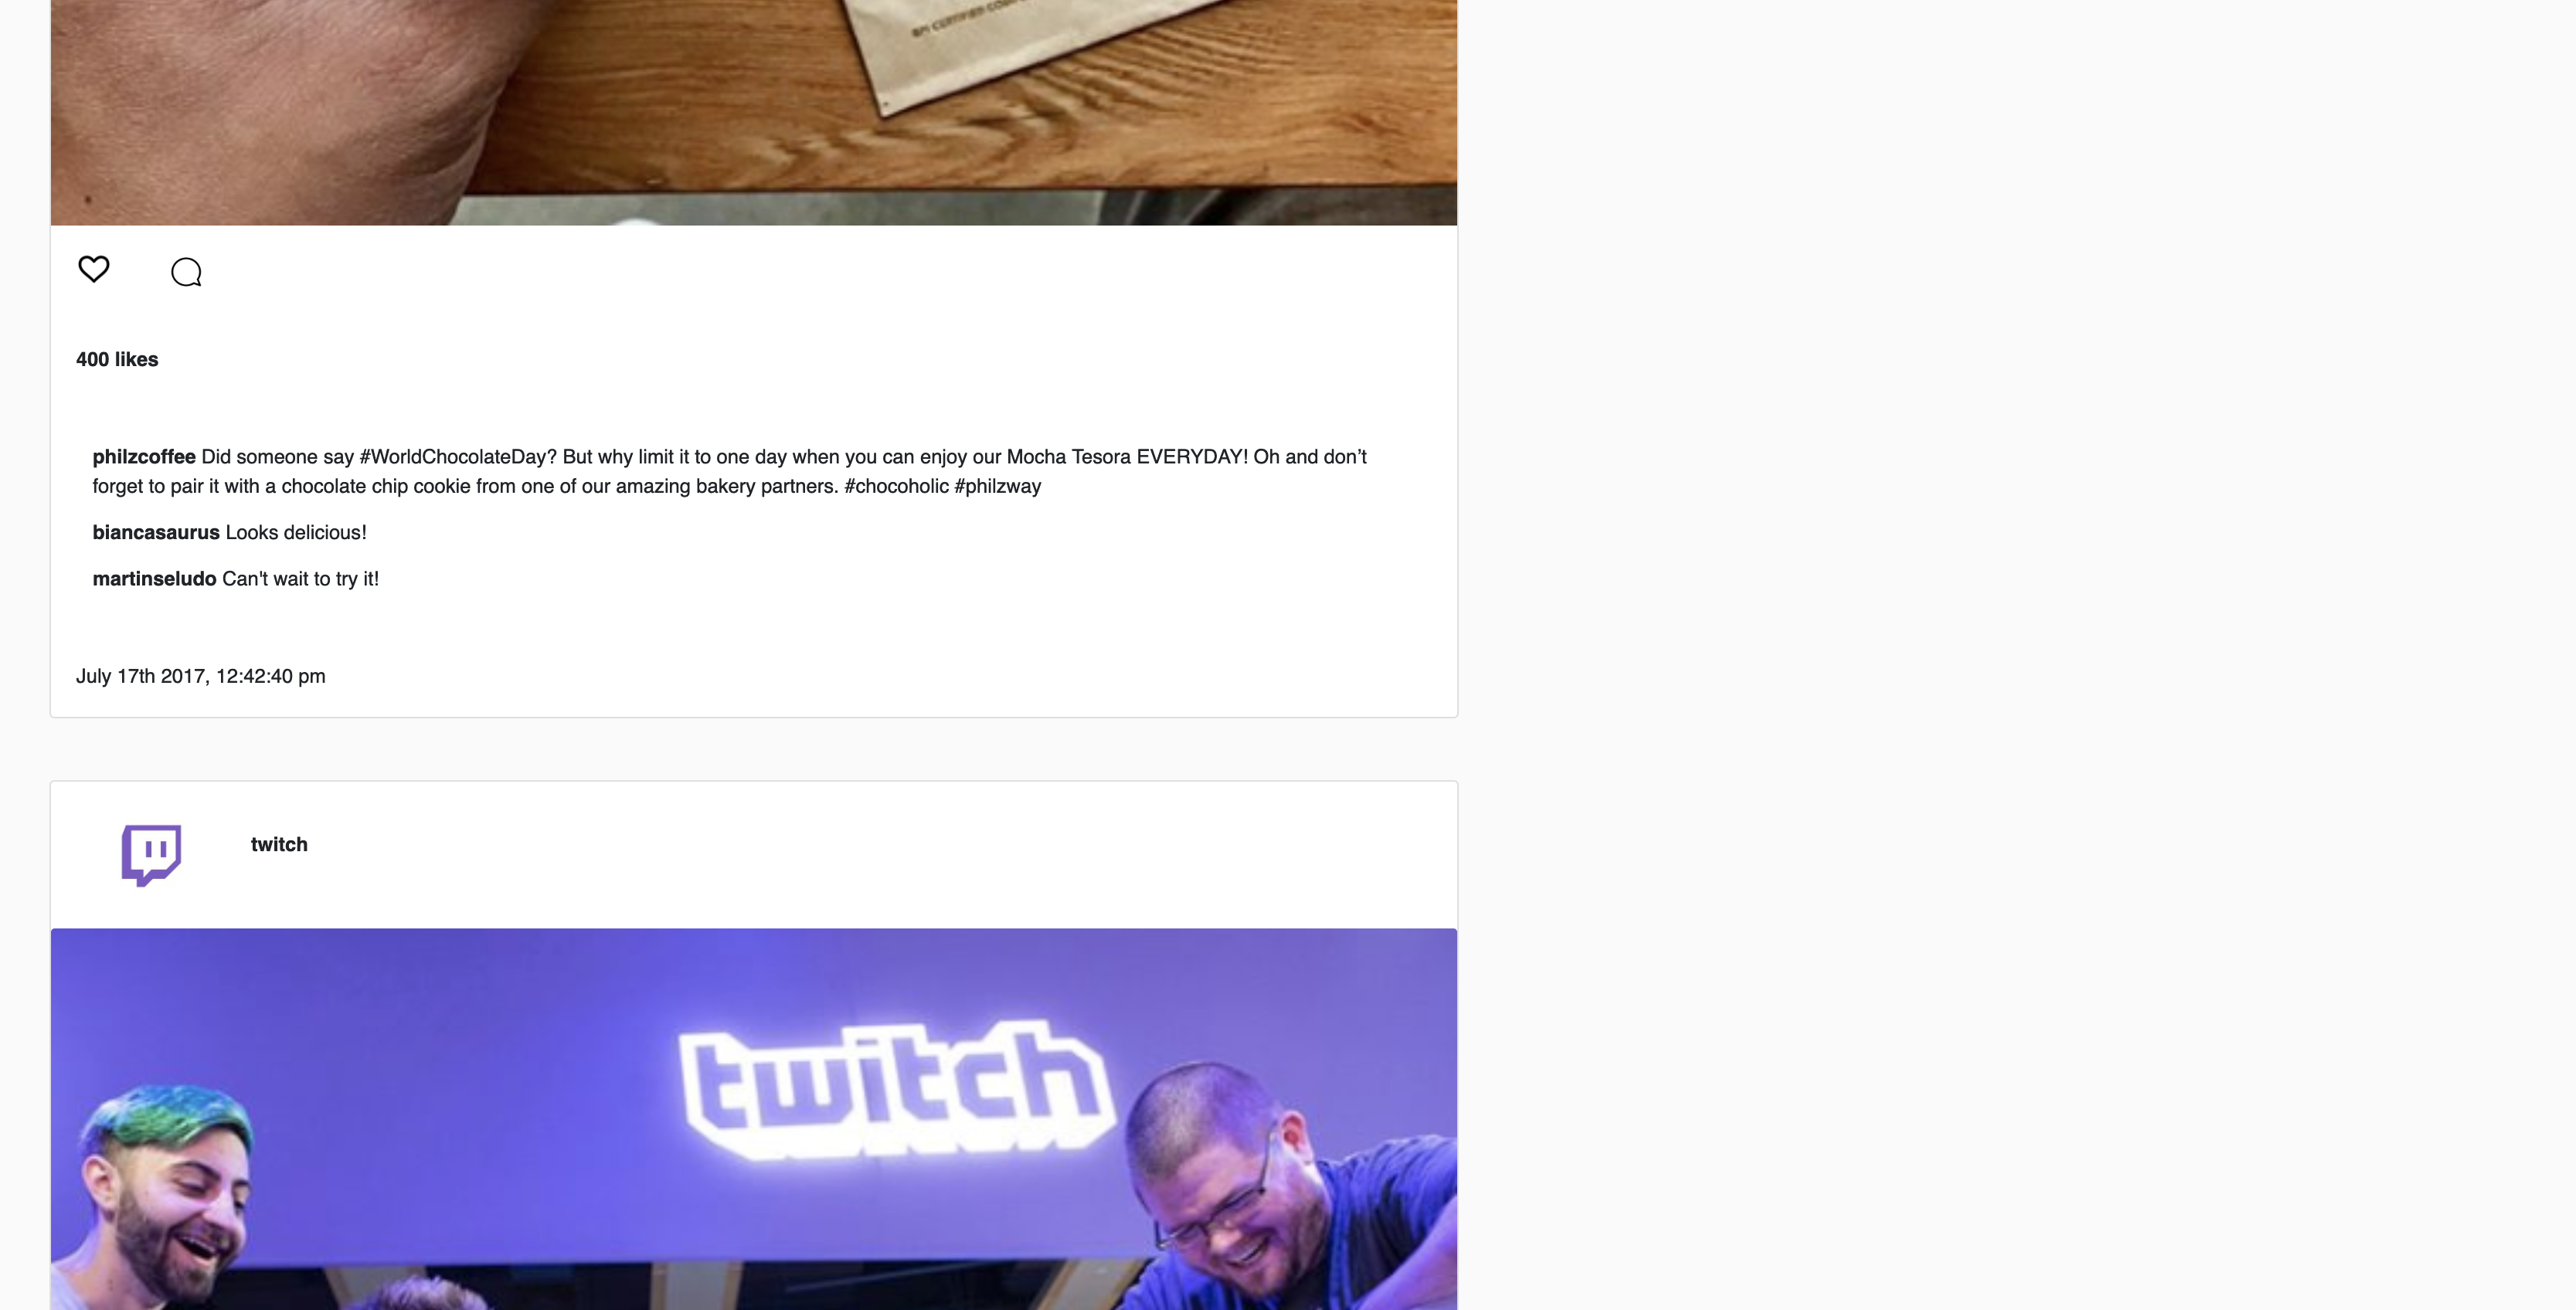 BPI CERTIFIED
400 likes
philzcoffee Did someone say #WorldChocolateDay? But why limit it to one day when you can enjoy our Mocha Tesora EVERYDAY! Oh and don’t
forget to pair it with a chocolate chip cookie from one of our amazing bakery partners. #chocoholic #philzway
biancasaurus Looks delicious!
martinseludo Can't wait to try it!
July 17th 2017, 12:42:40 pm
twitch
twitch